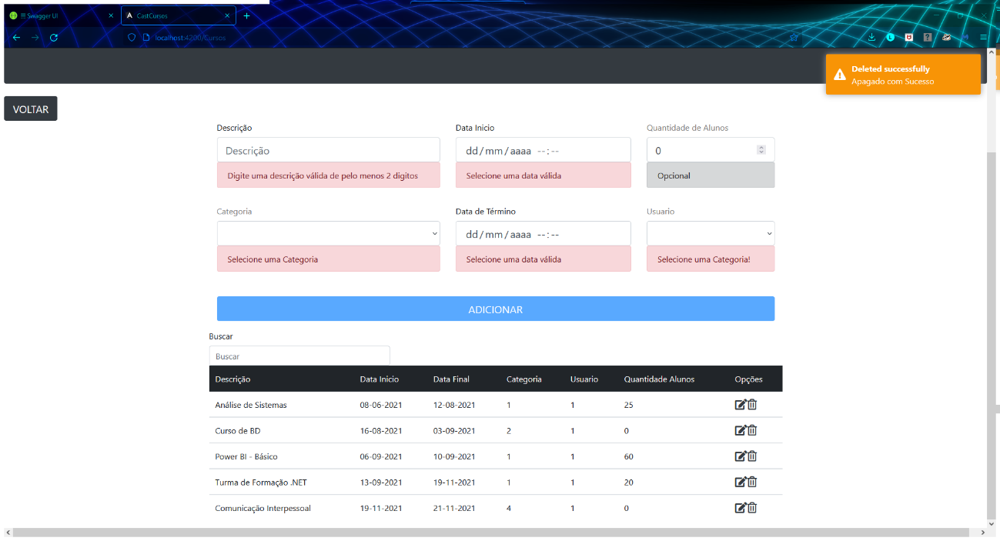 Swagger UI
CastCursos
localhost:4200/Cursos
Deleted successfully
Apagado com Sucesso
VOLTAR
Descrição Data Inicio Quantidade de Alunos
Descrição dd/mm/aaaa --:-- 0
Digite uma descrição válida de pelo menos 2 digitos Selecione uma data válida Opcional
Categoria Data de Término Usuario
dd/mm/aaaa --:--
Selecione uma Categoria Selecione uma data válida Selecione uma Categoria!
ADICIONAR
Buscar
Buscar
Descrição Data Inicio Data Final Categoria Usuario Quantidade Alunos Opções
Análise de Sistemas 08-06-2021 12-08-2021 1 1 25
Curso de BD 16-08-2021 03-09-2021 2 1 0
Power BI - Básico 06-09-2021 10-09-2021 1 1 60
Turma de Formação .NET 13-09-2021 19-11-2021 1 1 20
Comunicação Interpessoal 19-11-2021 21-11-2021 4 1 0